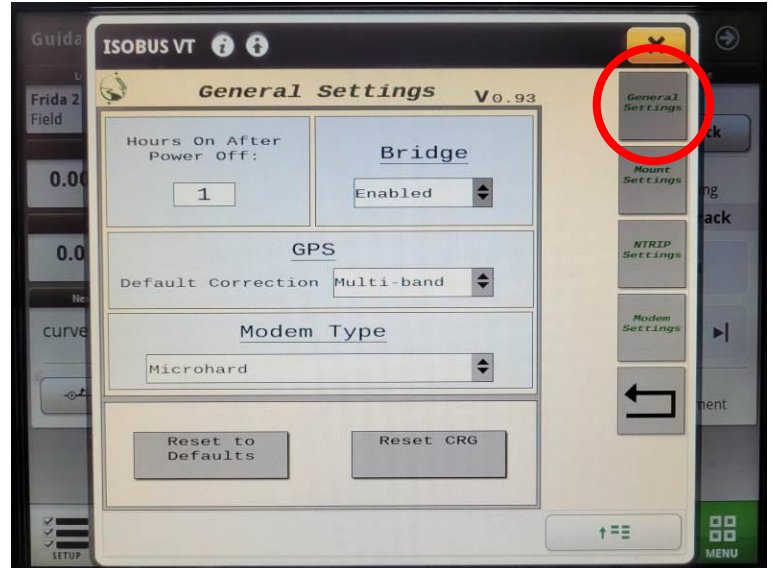 Guida
ISOBUS VT
General Settings V0.93
General
Settings
Frida 2
Field
Hours On After
Power Off:
1
Bridge
Enabled
Mount
Settings
0.00
ng
ack
GPS
Default Correction Multi-band
NTRIP
Settings
0.0
Modem Type
Microhard
Modem
Settings
curve
ment
Reset to
Defaults
Reset CRG
SETUP
MENU